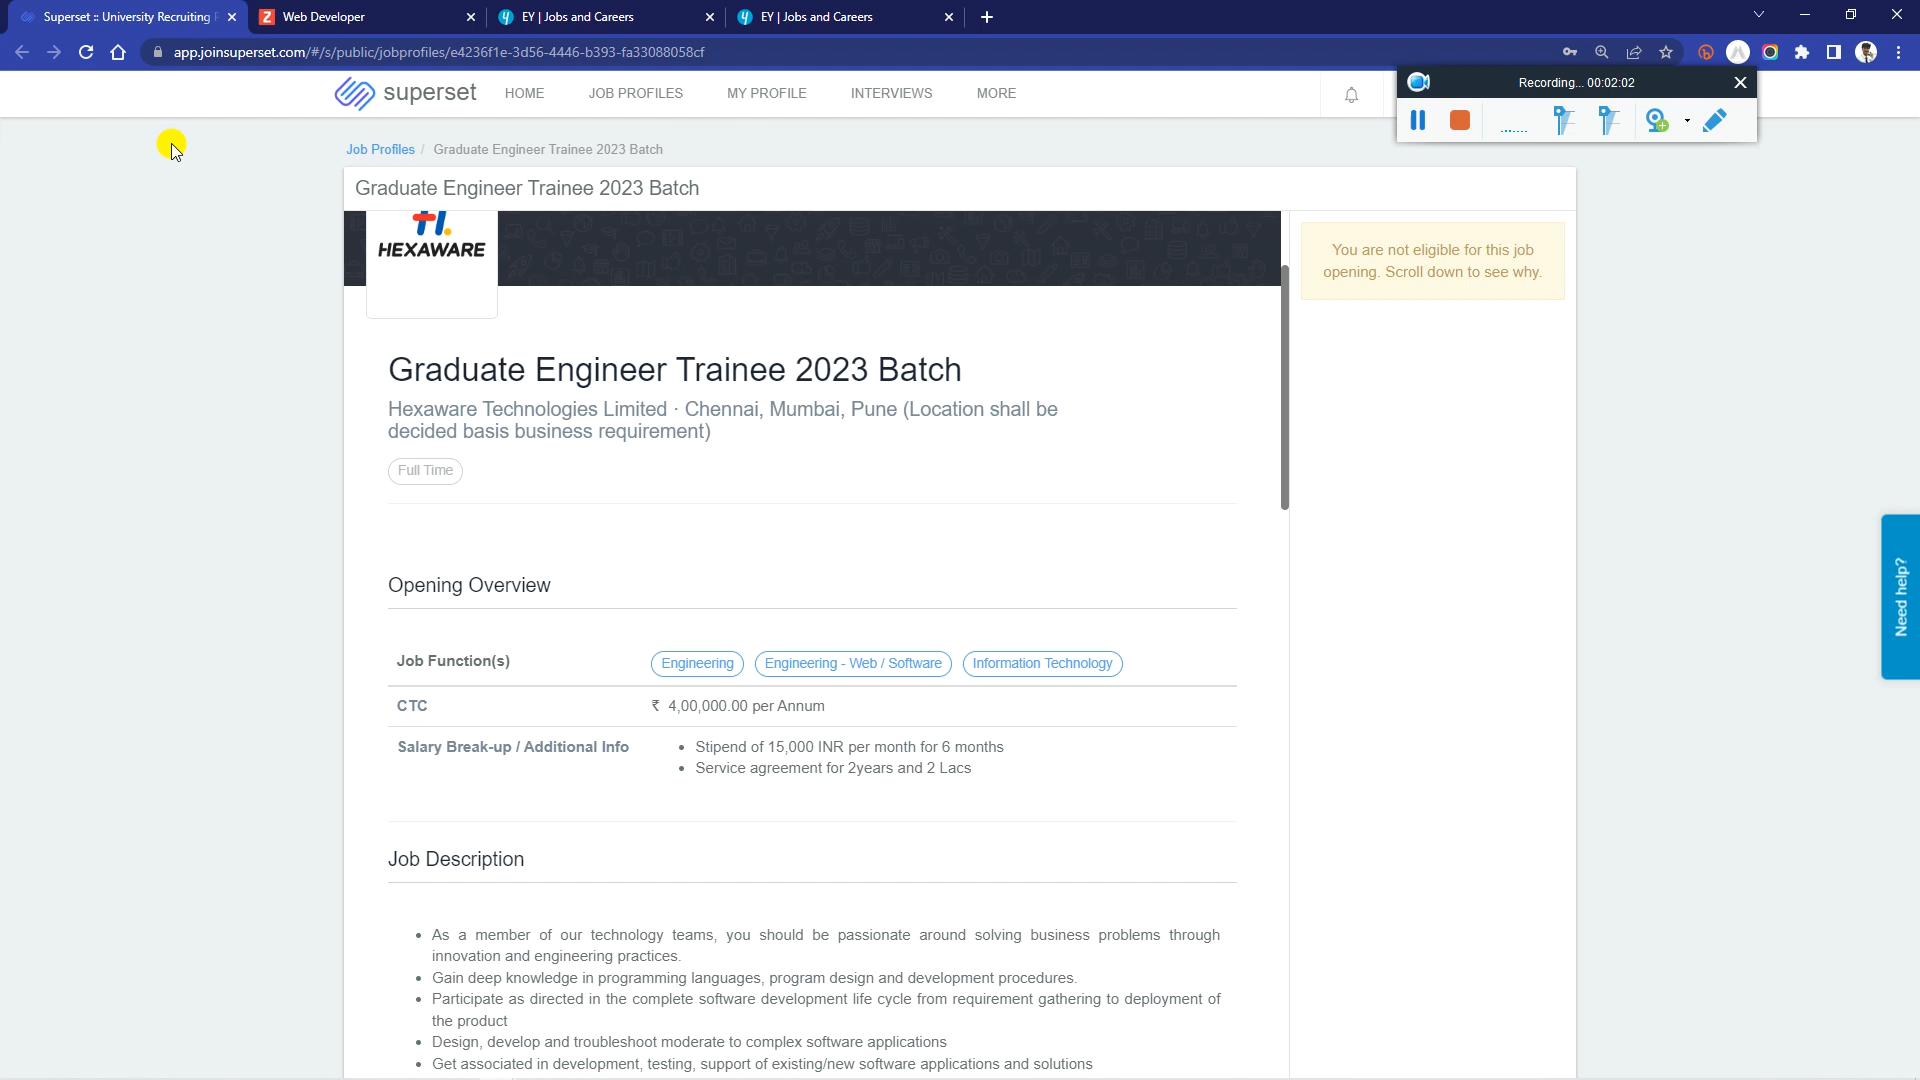 Superset :: University Recruiting
Web Developer
EY | Jobs and Careers
EY | Jobs and Careers
app.joinsuperset.com/#/s/public/jobprofiles/e4236f1e-3d56-4446-b393-fa33088058cf
Recording... 00:02:02
superset
HOME
JOB PROFILES
MY PROFILE
INTERVIEWS
MORE
Job Profiles / Graduate Engineer Trainee 2023 Batch
Graduate Engineer Trainee 2023 Batch
HEXAWARE
You are not eligible for this job
opening. Scroll down to see why.
Graduate Engineer Trainee 2023 Batch
Hexaware Technologies Limited · Chennai, Mumbai, Pune (Location shall be
decided basis business requirement)
Full Time
Need help?
Opening Overview
Job Function(s) Engineering Engineering - Web / Software Information Technology
CTC ₹ 4,00,000.00 per Annum
Salary Break-up / Additional Info • Stipend of 15,000 INR per month for 6 months
• Service agreement for 2years and 2 Lacs
Job Description
• As a member of our technology teams, you should be passionate around solving business problems through
innovation and engineering practices.
• Gain deep knowledge in programming languages, program design and development procedures.
• Participate as directed in the complete software development life cycle from requirement gathering to deployment of
the product
• Design, develop and troubleshoot moderate to complex software applications
• Get associated in development, testing, support of existing/new software applications and solutions